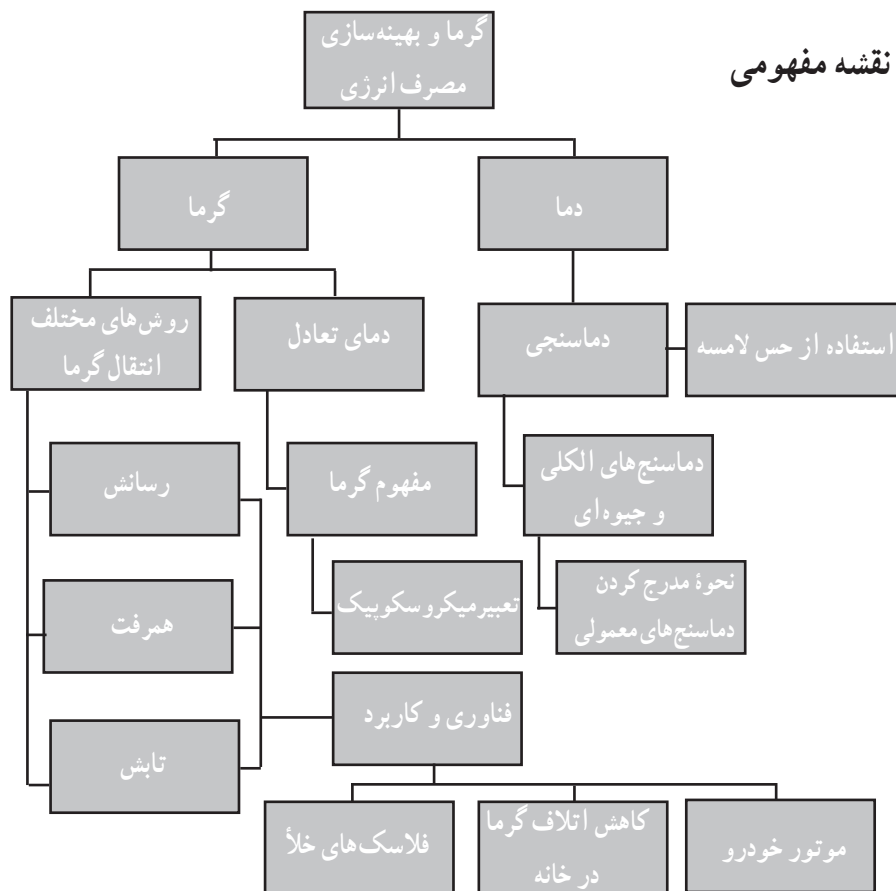 نقشه مفهومی
گرما و بهینه‌سازی
مصرف انرژی
دما
گرما
استفاده از حس لامسه
دماسنجی
دمای تعادل
روش‌های مختلف
انتقال گرما
دماسنج‌های الکلی
و جیوه‌ای
مفهوم گرما
رسانش
نحوهٔ مدرج کردن
دماسنج‌های معمولی
تعبیر میکروسکوپیک
همرفت
فناوری و کاربرد
تابش
موتور خودرو
کاهش اتلاف گرما
در خانه
فلاسک‌های خلأ